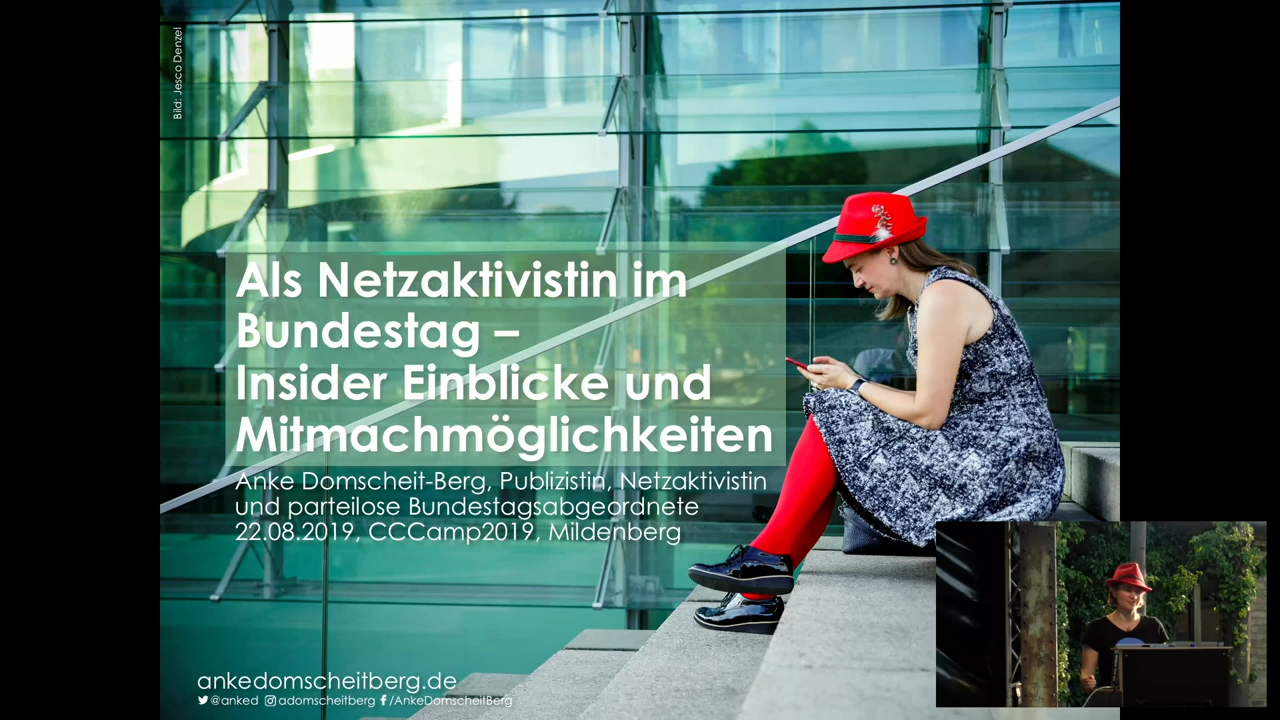 Bild: Jesco Denzel
Als Netzaktivistin im
Bundestag –
Insider Einblicke und
Mitmachmöglichkeiten
Anke Domscheit-Berg, Publizistin, Netzaktivistin
und parteilose Bundestagsabgeordnete
22.08.2019, CCCamp2019, Mildenberg
ankedomscheitberg.de
@anked adomscheitberg /AnkeDomscheitBerg